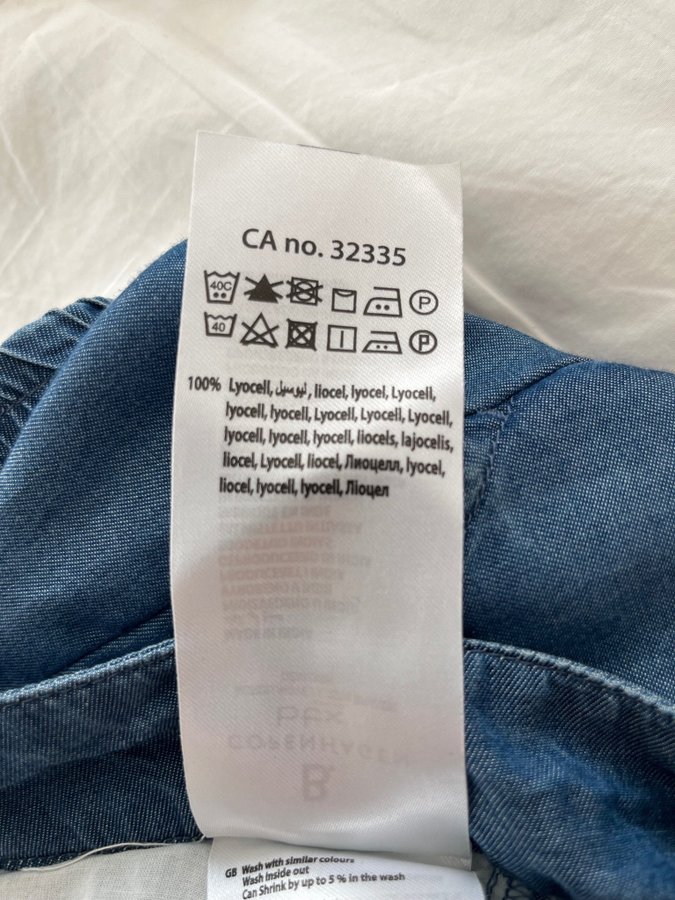 CA no. 32335
40C P
40 P
100% Lyocell, ليوسيل, liocel, lyocel, Lyocell,
lyocell, lyocell, Lyocell, Lyocell, Lyocell,
lyocell, lyocell, lyocell, liocels, lajocelis,
liocel, Lyocell, liocel, Лиоцелл, lyocel,
liocel, lyocell, lyocell, Ліоцел
COPENHAGEN
B
GB Wash with similar colours
Wash inside out
Can Shrink by up to 5 % in the wash